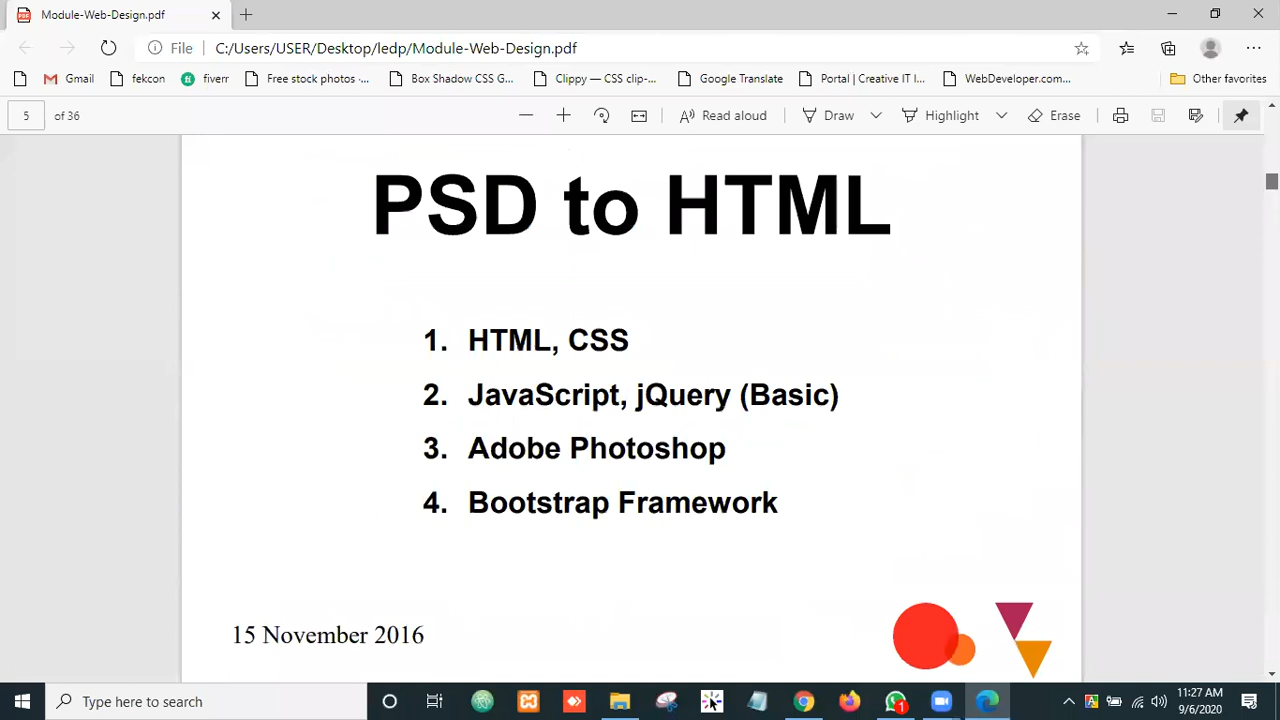 Module-Web-Design.pdf
File C:/Users/USER/Desktop/ledp/Module-Web-Design.pdf
Gmail fekcon fiverr Free stock photos ·... Box Shadow CSS G... Clippy — CSS clip-... Google Translate Portal | Creative IT I... WebDeveloper.com... Other favorites
5 of 36 Read aloud Draw Highlight Erase
PSD to HTML
1. HTML, CSS
2. JavaScript, jQuery (Basic)
3. Adobe Photoshop
4. Bootstrap Framework
15 November 2016
Type here to search
1
11:27 AM
9/6/2020